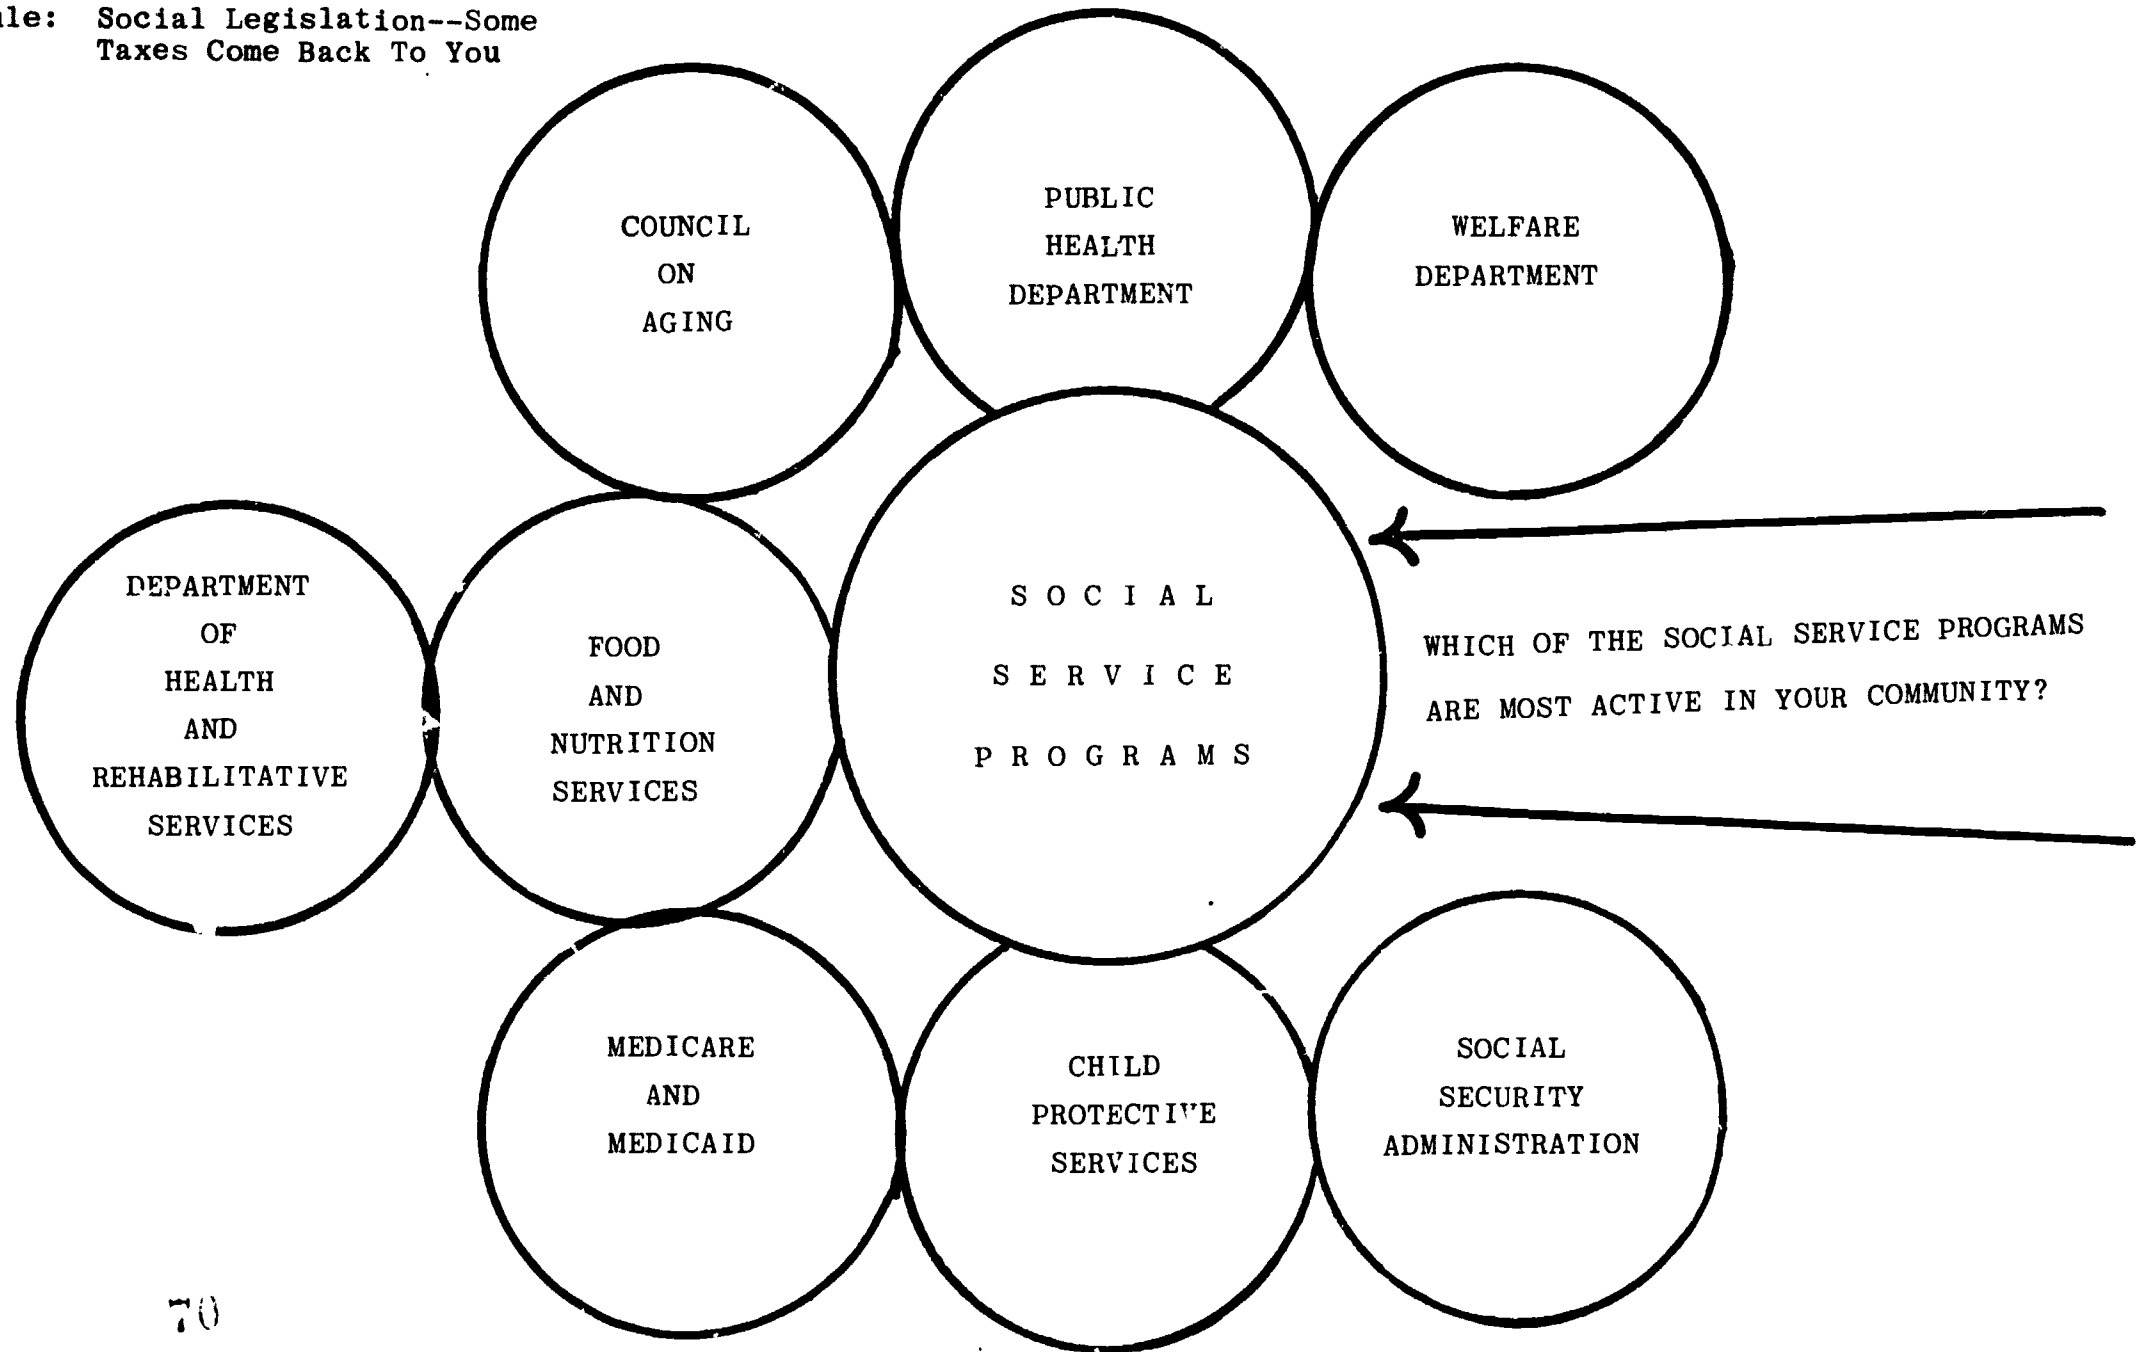 Social Legislation--Some
Taxes Come Back To You
COUNCIL
ON
AGING
PUBLIC
HEALTH
DEPARTMENT
WELFARE
DEPARTMENT
DEPARTMENT
OF
HEALTH
AND
REHABILITATIVE
SERVICES
FOOD
AND
NUTRITION
SERVICES
S O C I A L
S E R V I C E
P R O G R A M S
WHICH OF THE SOCIAL SERVICE PROGRAMS
ARE MOST ACTIVE IN YOUR COMMUNITY?
MEDICARE
AND
MEDICAID
CHILD
PROTECTIVE
SERVICES
SOCIAL
SECURITY
ADMINISTRATION
70